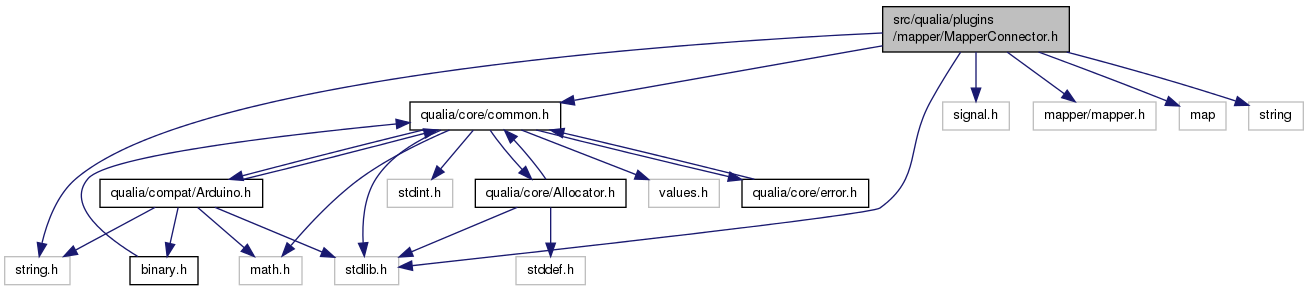 src/qualia/plugins
/mapper/MapperConnector.h
qualia/core/common.h
signal.h
mapper/mapper.h
map
string
qualia/compat/Arduino.h
stdint.h
qualia/core/Allocator.h
values.h
qualia/core/error.h
string.h
binary.h
math.h
stdlib.h
stddef.h